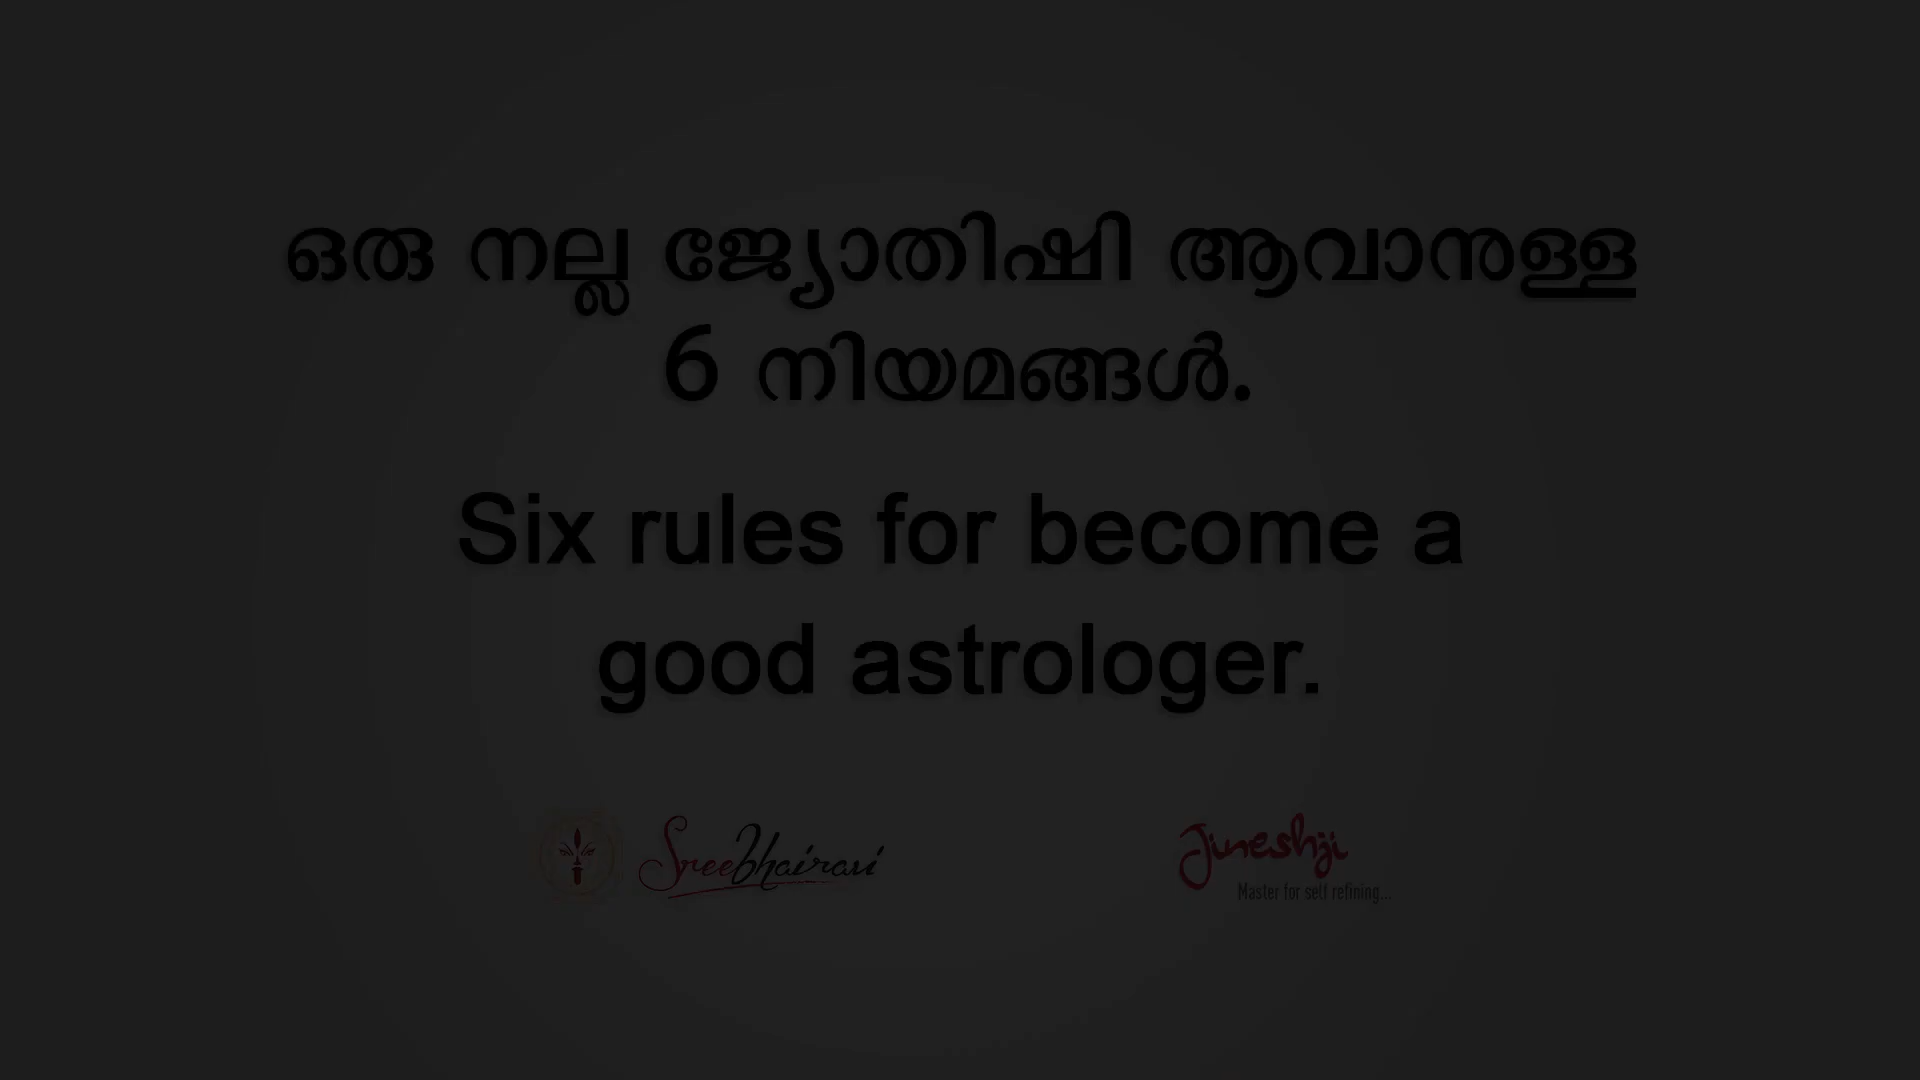 ഒരു നല്ല ജ്യോതിഷി ആവാനുള്ള
6 നിയമങ്ങൾ.
Six rules for become a
good astrologer.
Sreebhairavi
Jineshji
Master for self refining...